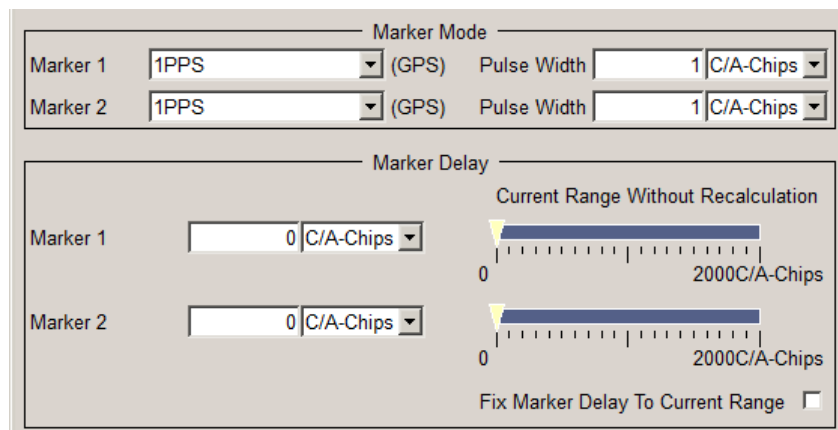 Marker Mode
Marker 1 1PPS (GPS) Pulse Width 1 C/A-Chips
Marker 2 1PPS (GPS) Pulse Width 1 C/A-Chips
Marker Delay
Current Range Without Recalculation
Marker 1 0 C/A-Chips
0 2000C/A-Chips
Marker 2 0 C/A-Chips
0 2000C/A-Chips
Fix Marker Delay To Current Range